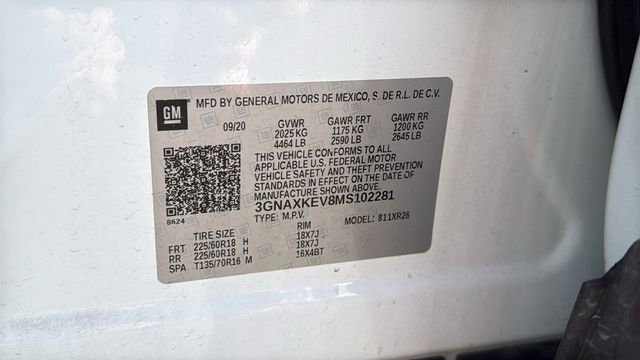 GM
MFD BY GENERAL MOTORS DE MEXICO, S. DE R.L. DE C.V.
09/20 GVWR GAWR FRT GAWR RR
2025 KG 1175 KG 1200 KG
4464 LB 2590 LB 2645 LB
THIS VEHICLE CONFORMS TO ALL
APPLICABLE U.S. FEDERAL MOTOR
VEHICLE SAFETY AND THEFT PREVENTION
STANDARDS IN EFFECT ON THE DATE OF
MANUFACTURE SHOWN ABOVE.
3GNAXKEV8MS102281
8624
TYPE: M.P.V. MODEL: 811XR26
TIRE SIZE RIM
FRT 225/60R18 H 18X7J
RR 225/60R18 H 18X7J
SPA T135/70R16 M 16X4BT